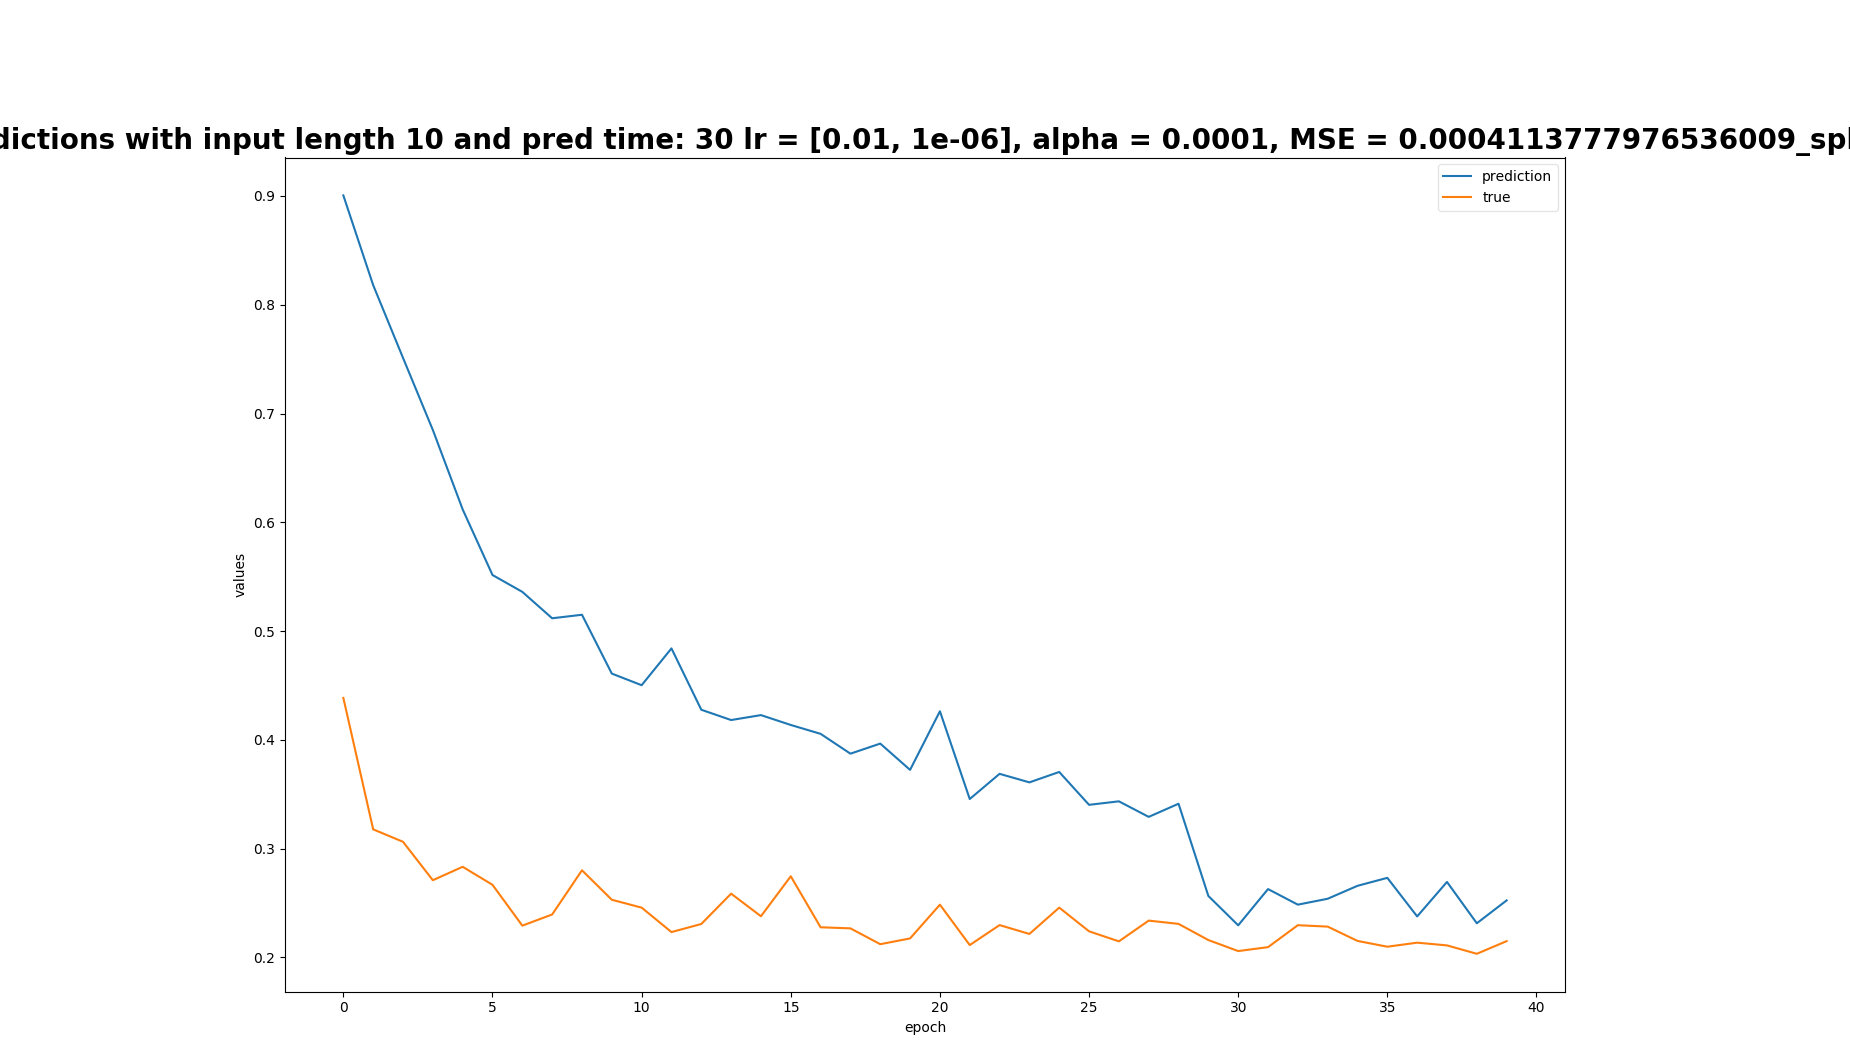 dictions with input length 10 and pred time: 30 lr = [0.01, 1e-06], alpha = 0.0001, MSE = 0.0004113777976536009_spl
prediction
true
0.9
0.8
0.7
0.6
0.5
0.4
0.3
0.2
values
0 5 10 15 20 25 30 35 40
epoch